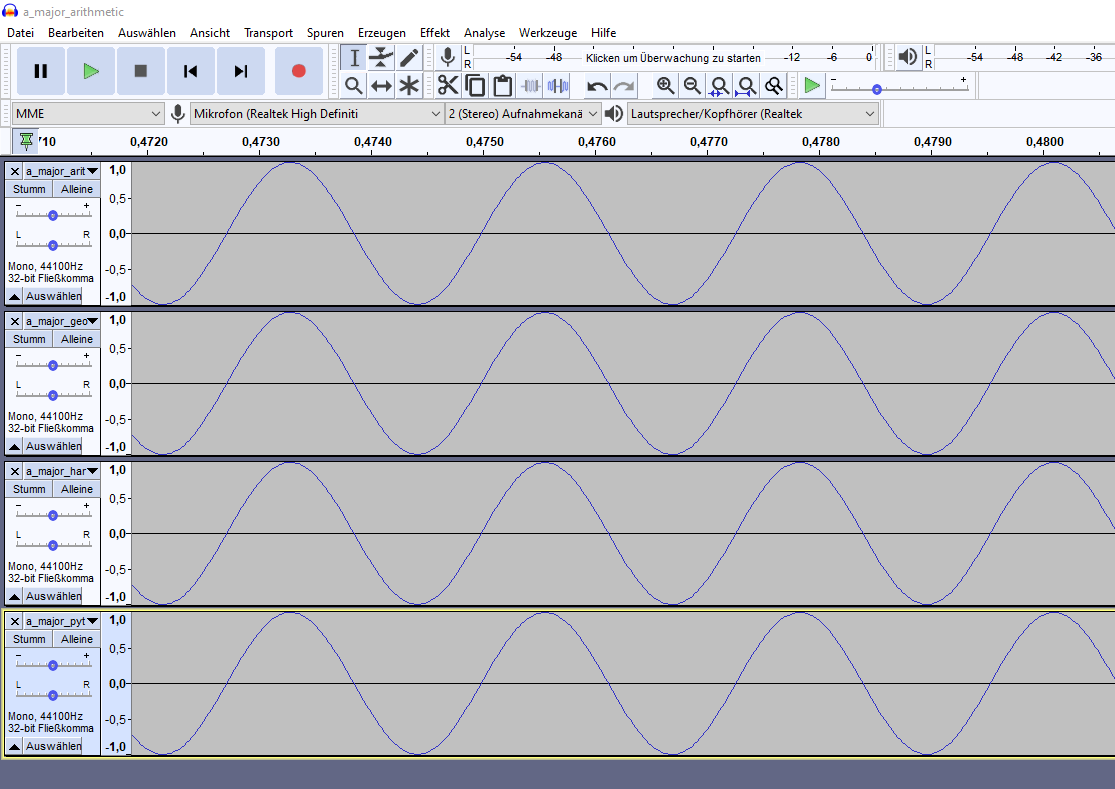 a_major_arithmetic
Datei Bearbeiten Auswählen Ansicht Transport Spuren Erzeugen Effekt Analyse Werkzeuge Hilfe
L R -54 -48 Klicken um Überwachung zu starten -12 -6 0 L R -54 -48 -42 -36
- +
MME Mikrofon (Realtek High Definiti 2 (Stereo) Aufnahmekanä Lautsprecher/Kopfhörer (Realtek
'10 0,4720 0,4730 0,4740 0,4750 0,4760 0,4770 0,4780 0,4790 0,4800
a_major_arit 1,0
Stumm Alleine 0,5
- +
L R 0,0
Mono, 44100Hz -0,5
32-bit Fließkomma
Auswählen -1,0
a_major_geo 1,0
Stumm Alleine 0,5
- +
L R 0,0
Mono, 44100Hz -0,5
32-bit Fließkomma
Auswählen -1,0
a_major_har 1,0
Stumm Alleine 0,5
- +
L R 0,0
Mono, 44100Hz -0,5
32-bit Fließkomma
Auswählen -1,0
a_major_pyt 1,0
Stumm Alleine 0,5
- +
L R 0,0
Mono, 44100Hz -0,5
32-bit Fließkomma
Auswählen -1,0